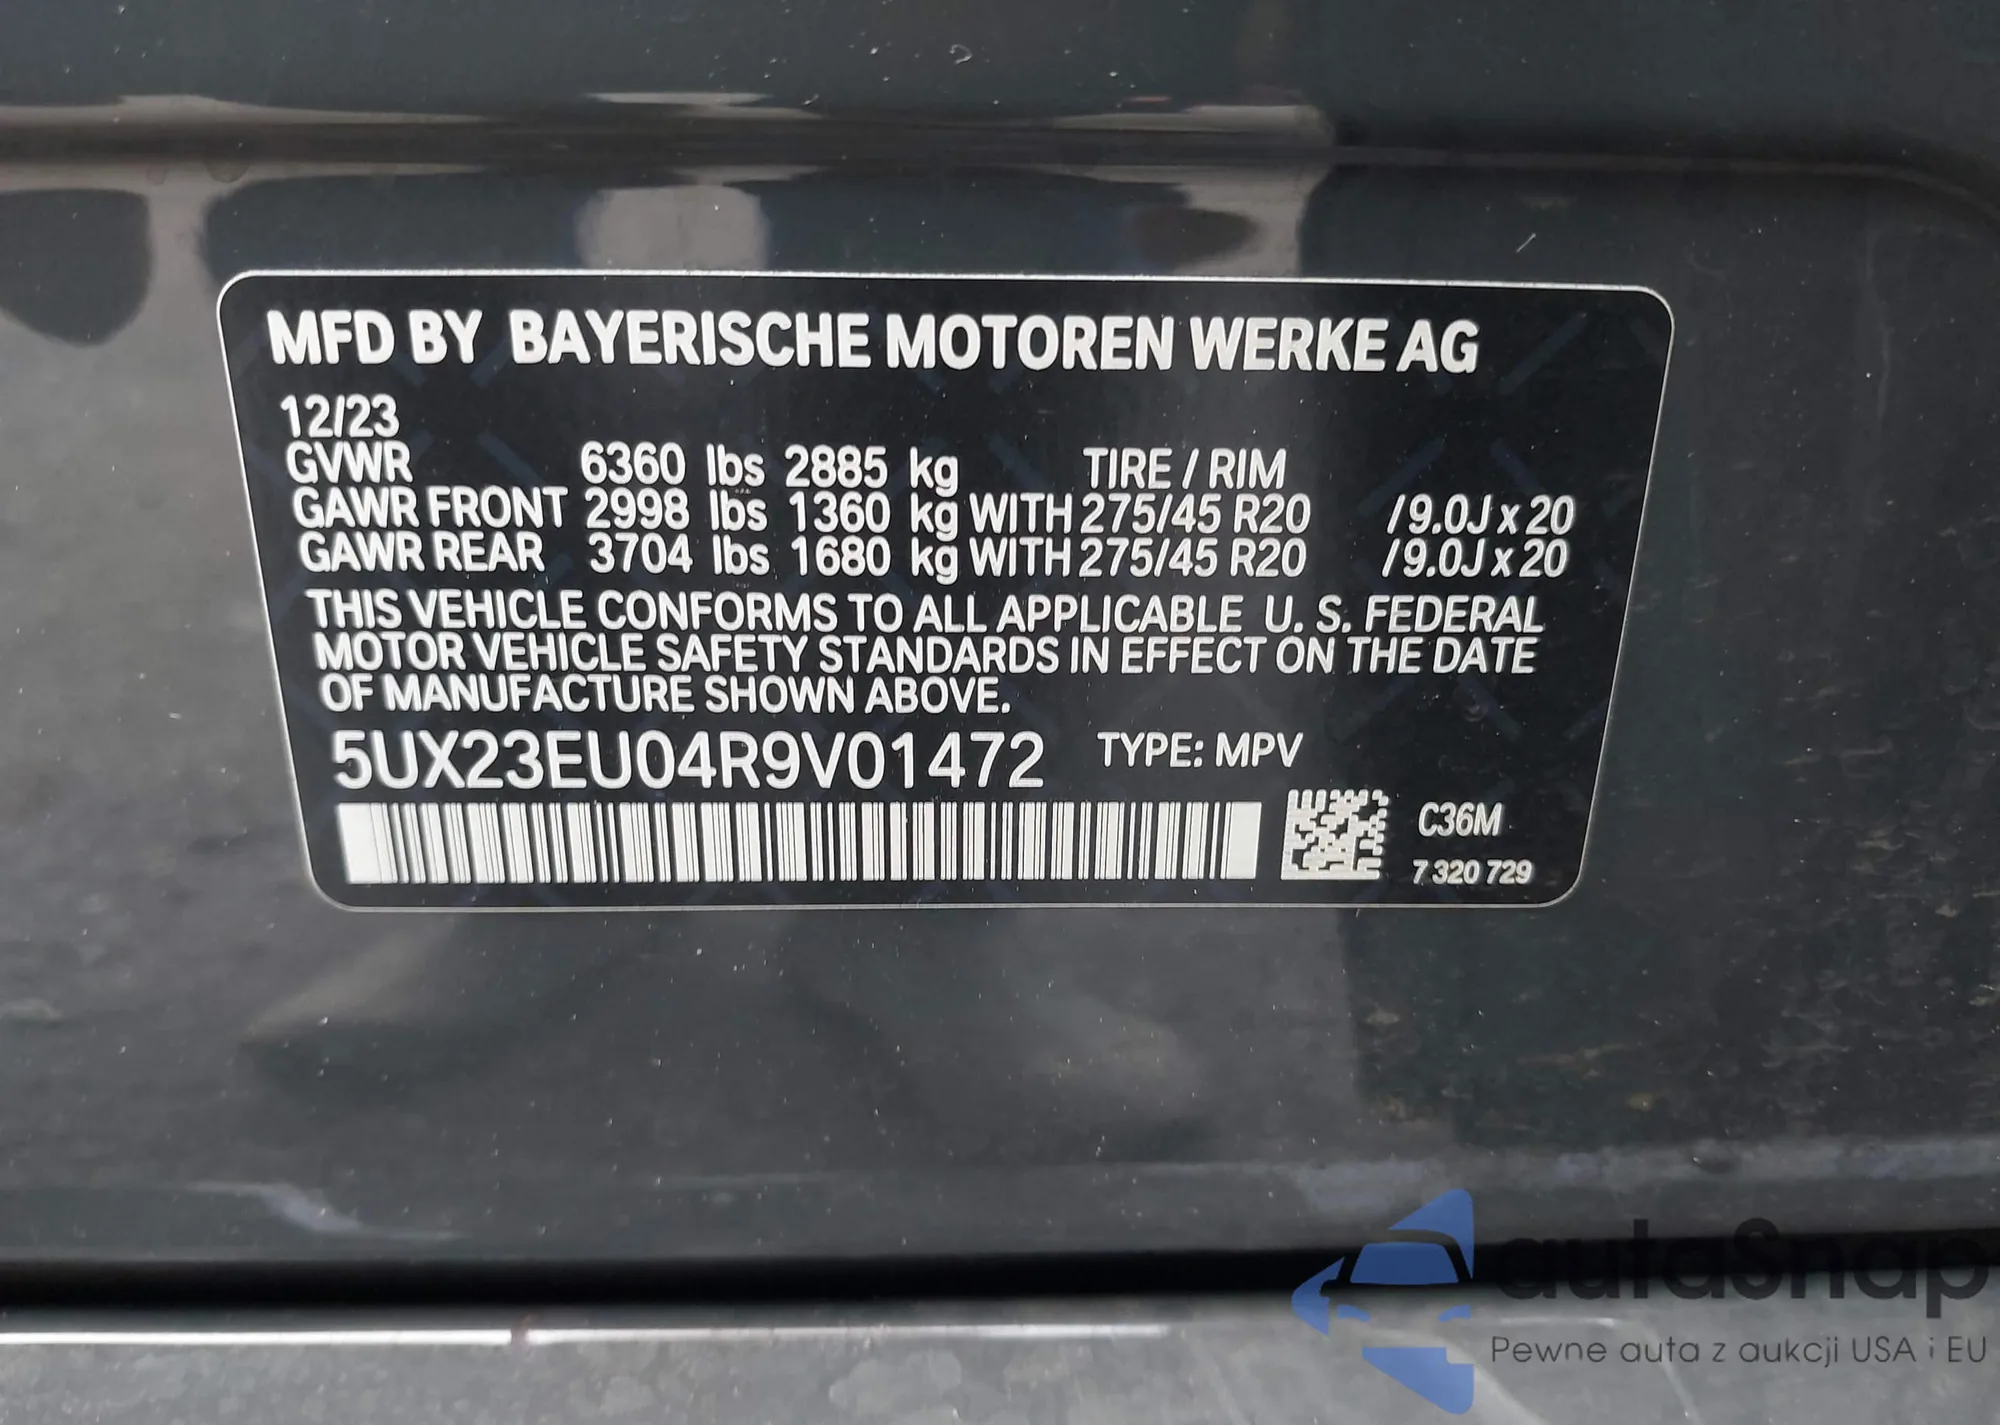 MFD BY BAYERISCHE MOTOREN WERKE AG
12/23
GVWR 6360 lbs 2885 kg TIRE / RIM
GAWR FRONT 2998 lbs 1360 kg WITH 275/45 R20 /9.0J x 20
GAWR REAR 3704 lbs 1680 kg WITH 275/45 R20 /9.0J x 20
THIS VEHICLE CONFORMS TO ALL APPLICABLE U. S. FEDERAL
MOTOR VEHICLE SAFETY STANDARDS IN EFFECT ON THE DATE
OF MANUFACTURE SHOWN ABOVE.
5UX23EU04R9V01472 TYPE: MPV
C36M
7 320 729
autoSnap
Pewne auta z aukcji USA i EU